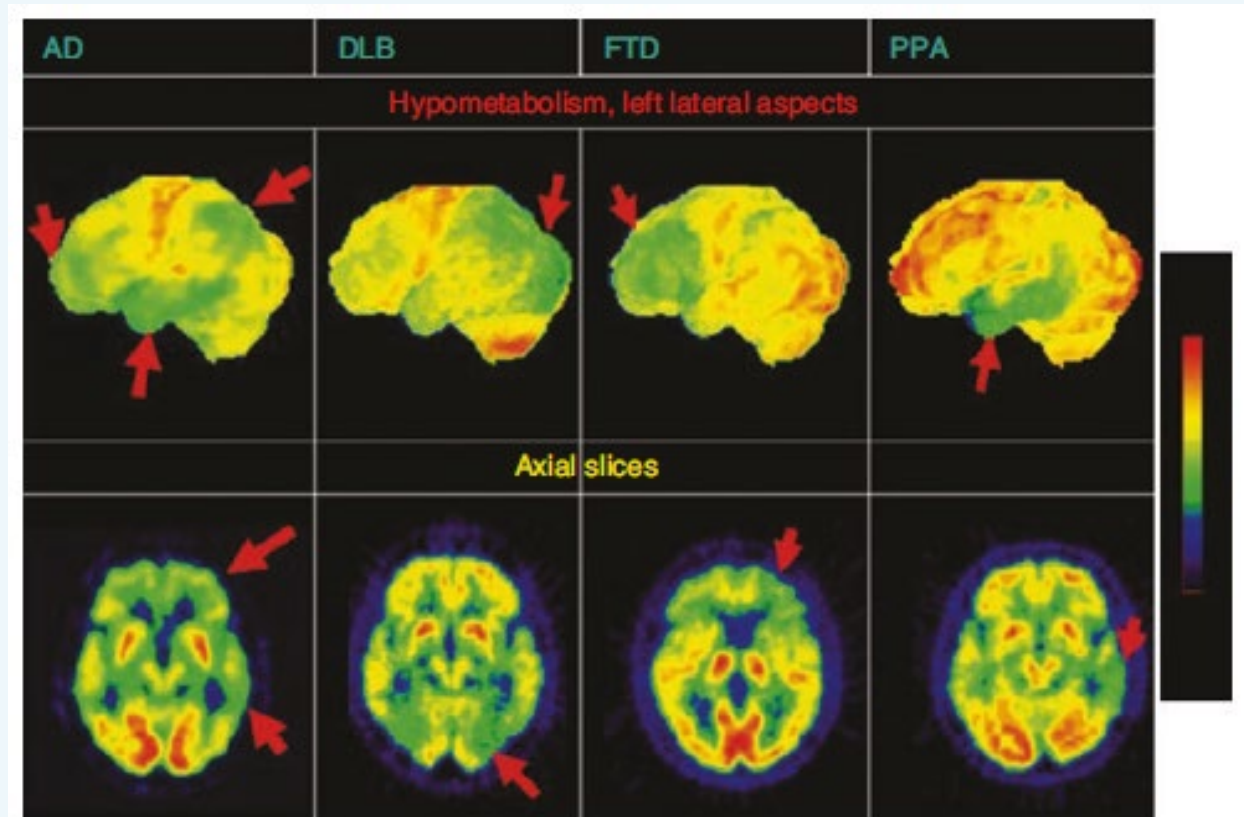 AD DLB FTD PPA
Hypometabolism, left lateral aspects
Axial slices